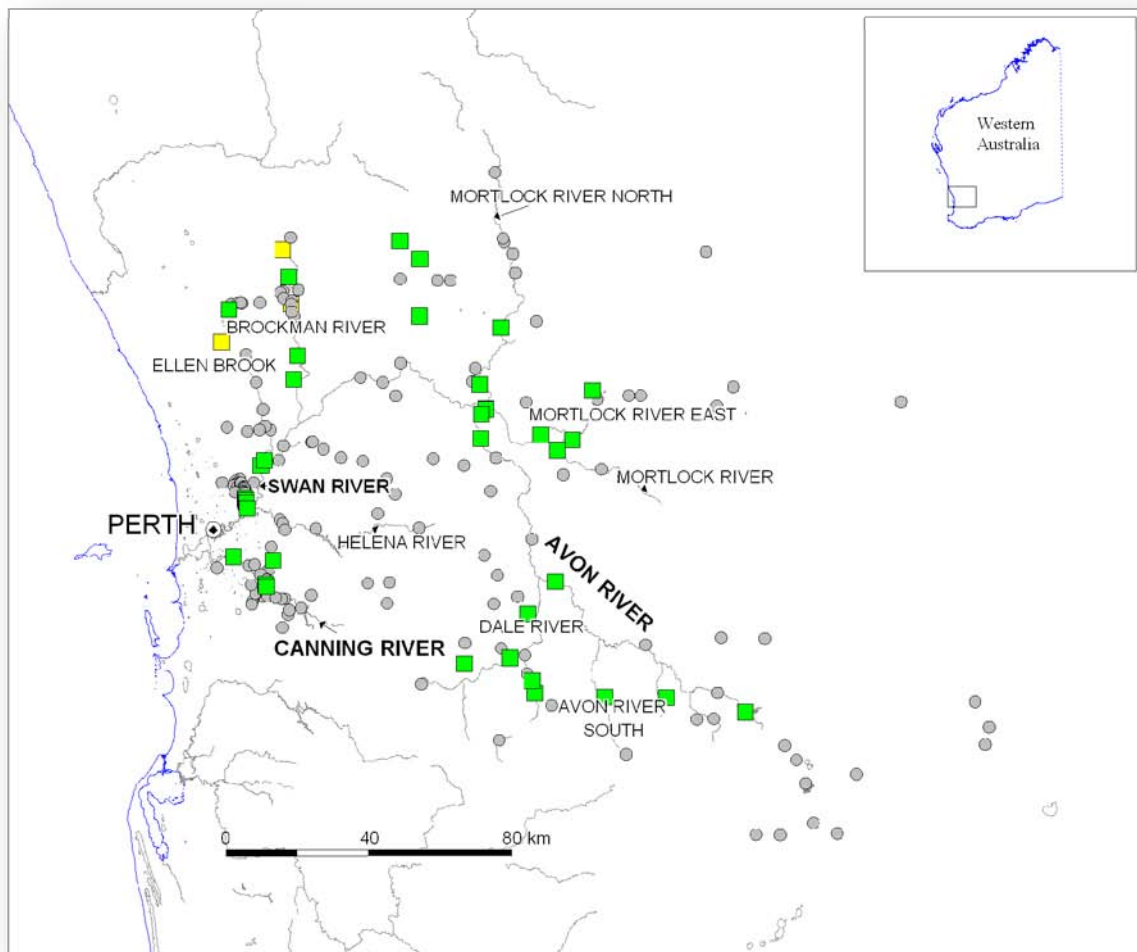 Western
Australia
MORTLOCK RIVER NORTH
BROCKMAN RIVER
ELLEN BROOK
MORTLOCK RIVER EAST
MORTLOCK RIVER
SWAN RIVER
PERTH
HELENA RIVER
AVON RIVER
DALE RIVER
CANNING RIVER
AVON RIVER
SOUTH
0 40 80 km